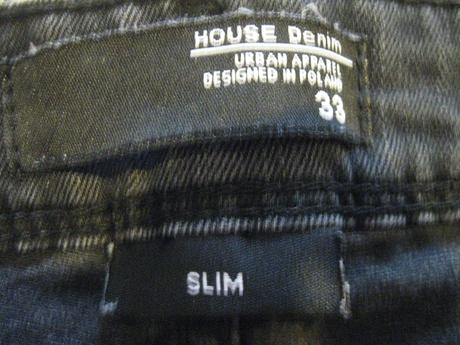 HOUSE Denim
URBAN APPAREL
DESIGNED IN POLAND
33
SLIM